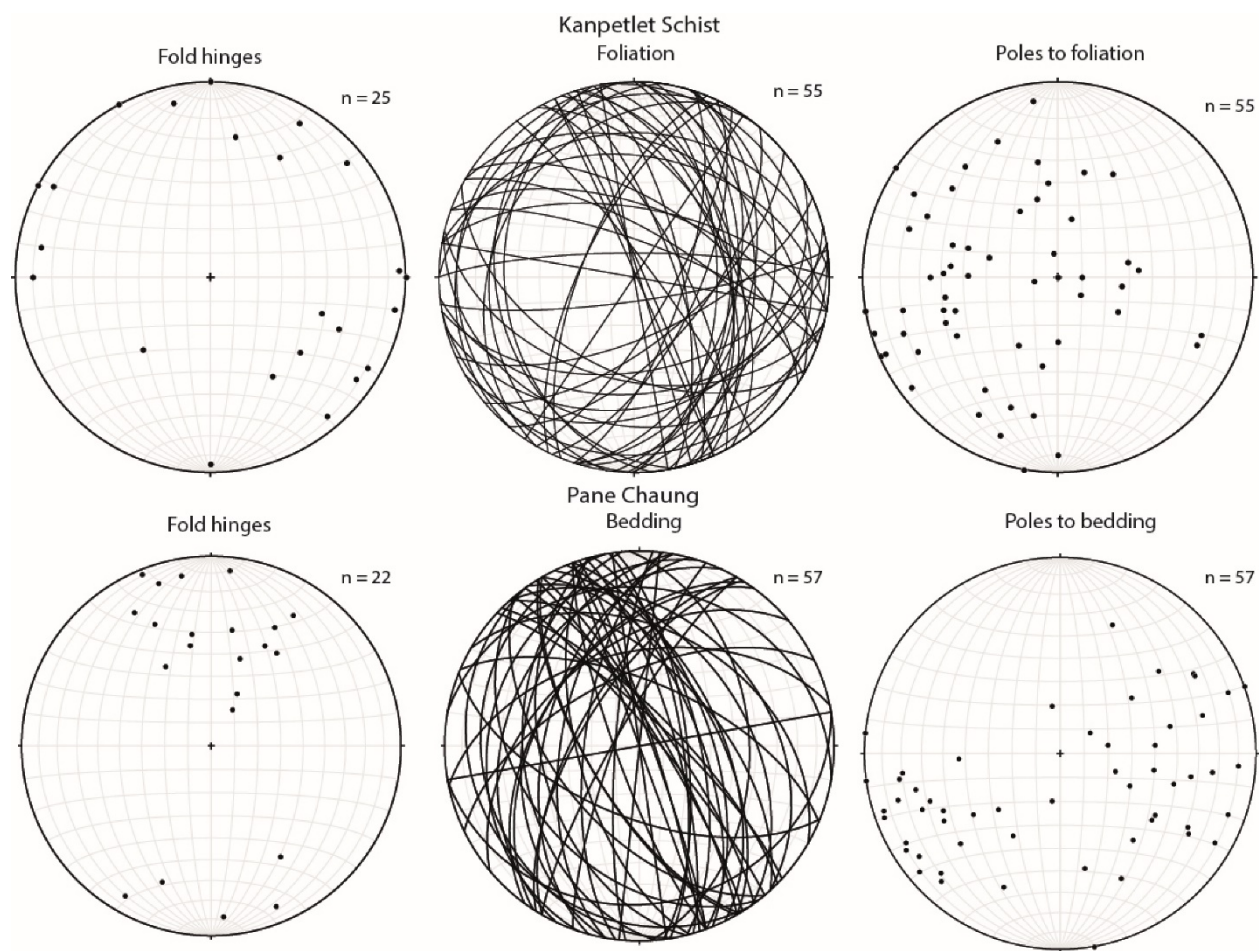 Kanpetlet Schist
Fold hinges
Foliation
Poles to foliation
n = 25
n = 55
n = 55
Pane Chaung
Fold hinges
Bedding
Poles to bedding
n = 22
n = 57
n = 57